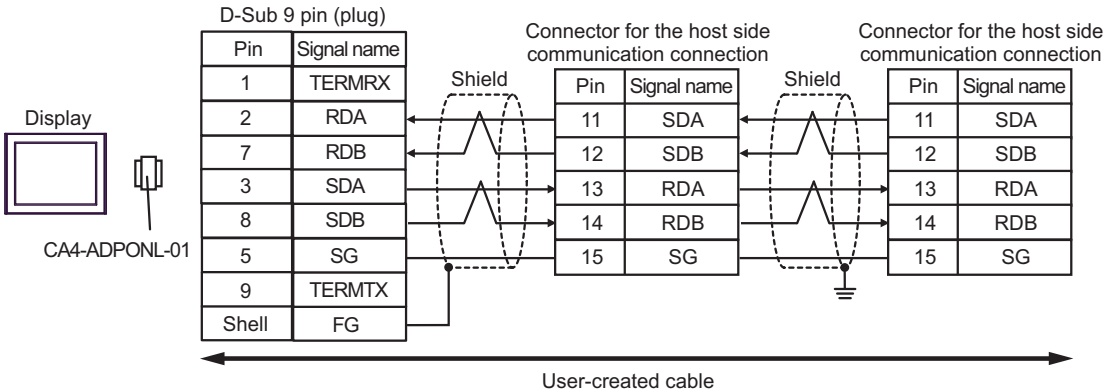 D-Sub 9 pin (plug)
Pin Signal name
1 TERMRX
2 RDA
7 RDB
3 SDA
8 SDB
5 SG
9 TERMTX
Shell FG
Display
CA4-ADPONL-01
Shield
Connector for the host side
communication connection
Pin Signal name
11 SDA
12 SDB
13 RDA
14 RDB
15 SG
Shield
Connector for the host side
communication connection
Pin Signal name
11 SDA
12 SDB
13 RDA
14 RDB
15 SG
User-created cable